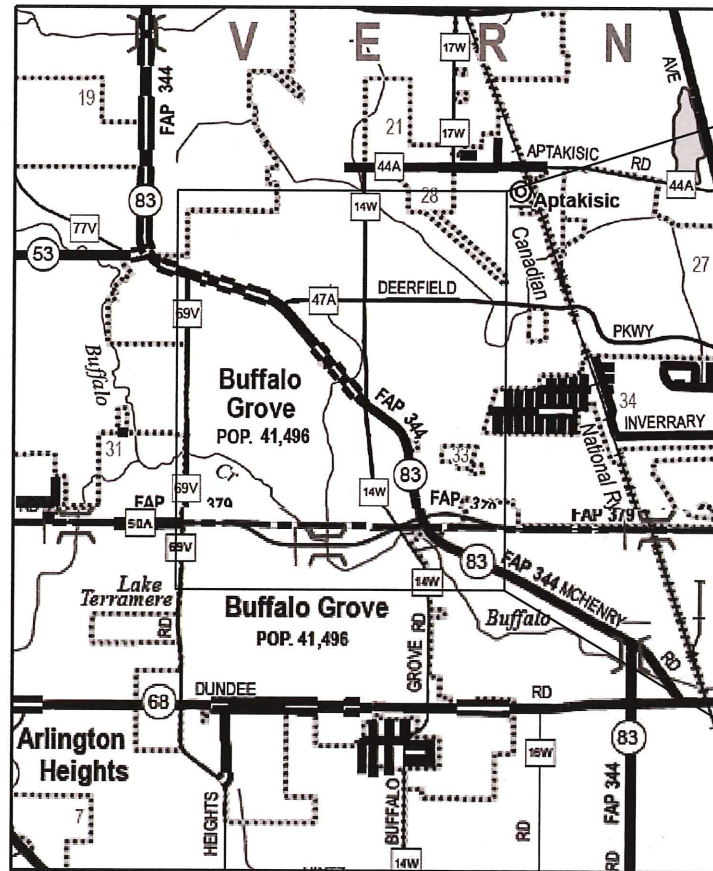 V E R N
17W
19
FAP 344
21
17W
AVE
APTAKISIC RD
44A
44A
83
14W
28
Aptakisic
77V
53
Canadian
27
69V
47A
DEERFIELD
PKWY
Buffalo
Buffalo
Grove
POP. 41,496
FAP 344
34
INVERRARY
National Ry
31
33
83
Cr
69V
14W
FAP 379
FAP
FAP 379
50A
69V
Lake
Terramere
RD
14W
83
FAP 344 MCHENRY
RD
Buffalo Grove
POP. 41,496
Buffalo
GROVE RD
DUNDEE
RD
68
83
Arlington
Heights
16W
7
HEIGHTS
BUFFALO
RD
FAP 344
RD
14W